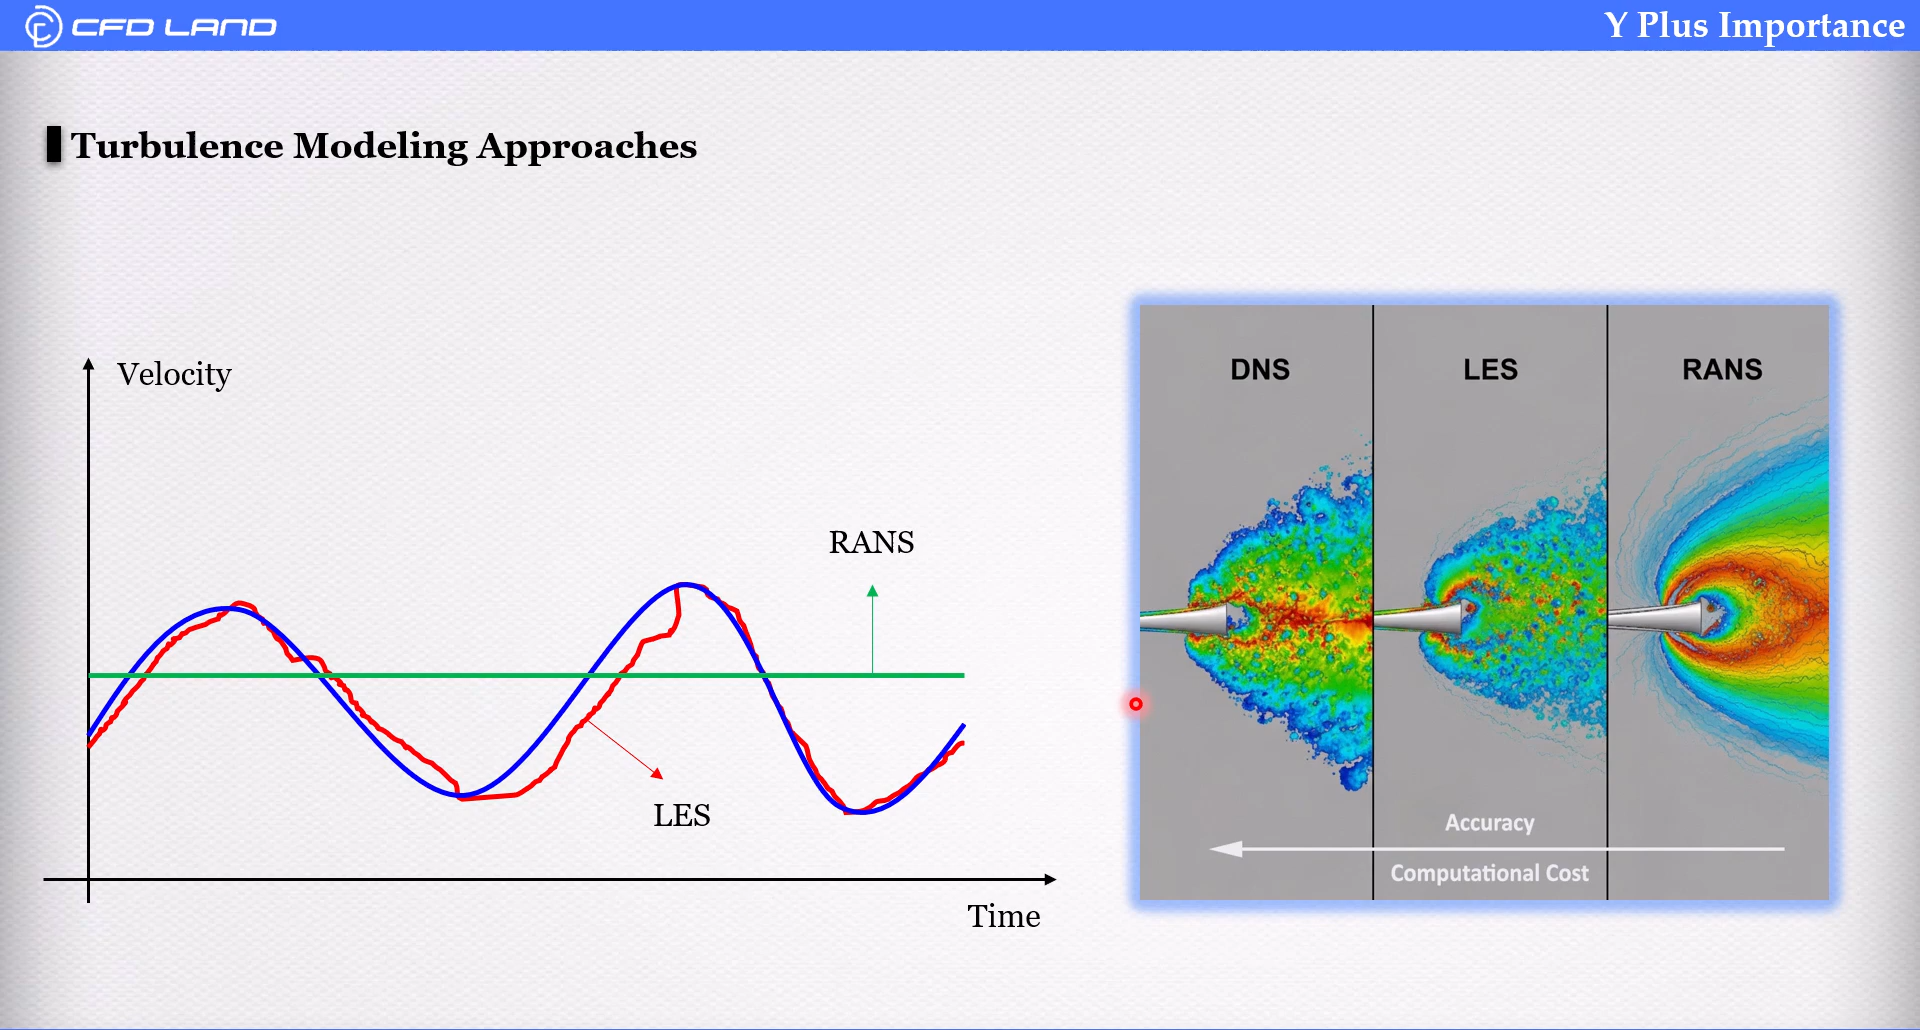 CFD LAND
Y Plus Importance
Turbulence Modeling Approaches
Velocity
RANS
LES
Time
DNS
LES
RANS
Accuracy
Computational Cost